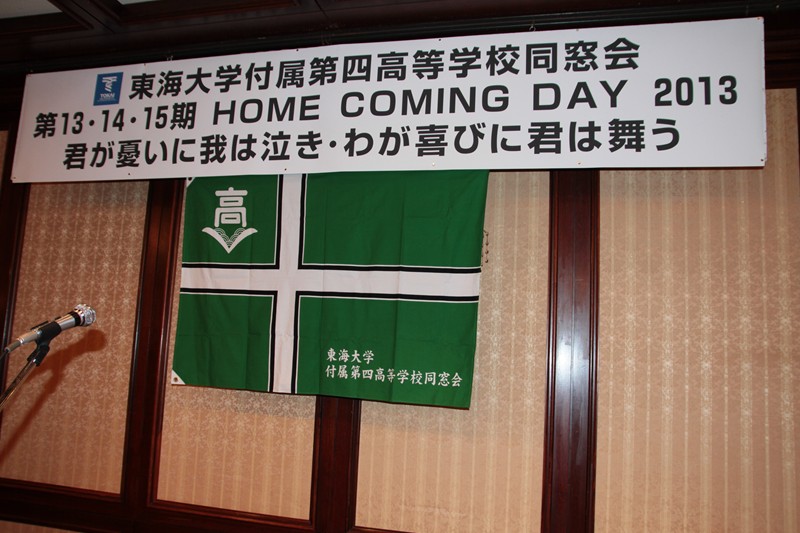 東海大学付属第四高等学校同窓会
第13・14・15期 HOME COMING DAY 2013
君が憂いに我は泣き・わが喜びに君は舞う
高
東海大学
付属第四高等学校同窓会